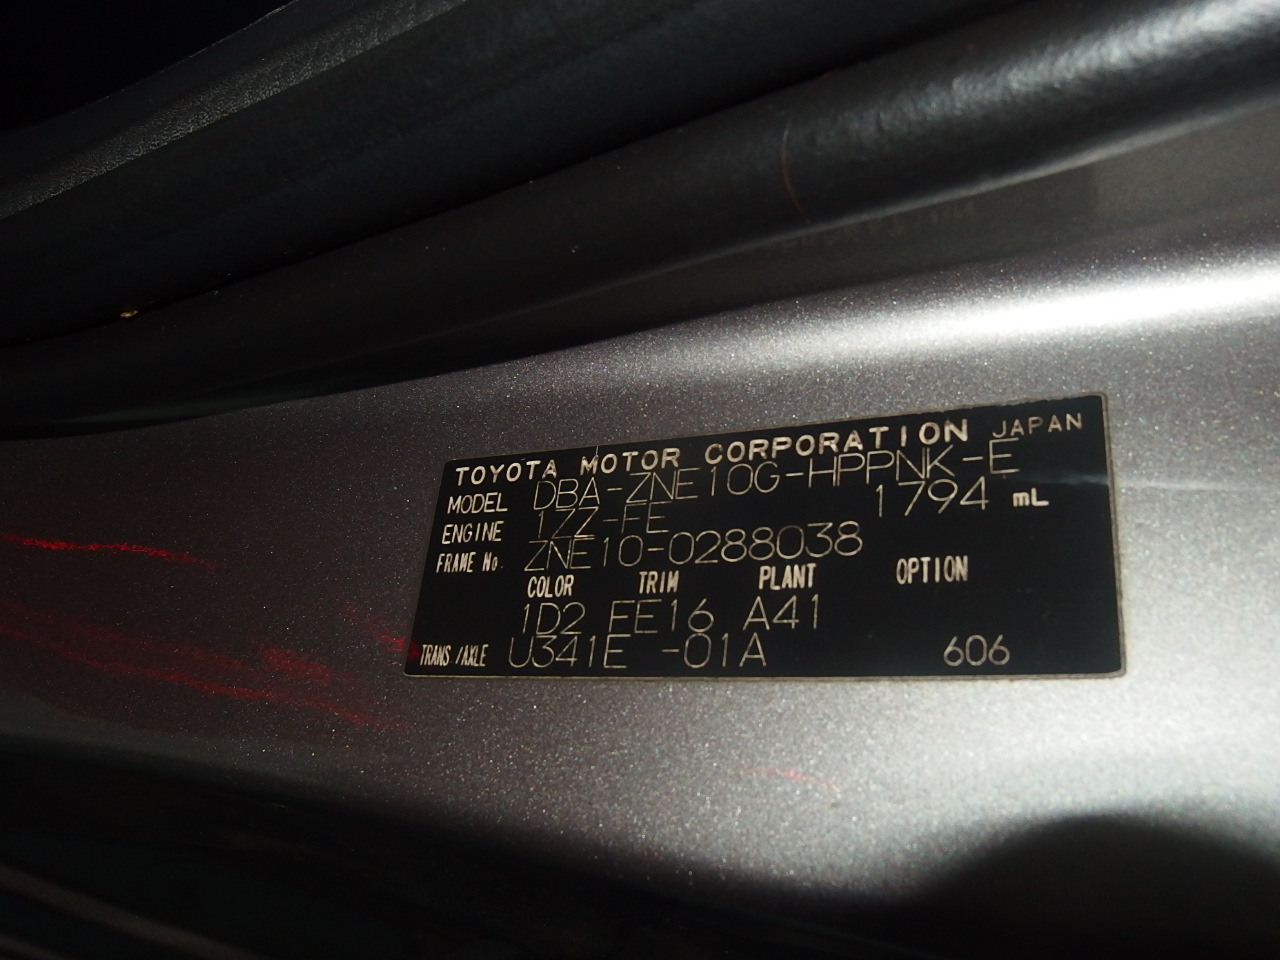 TOYOTA MOTOR CORPORATION JAPAN
MODEL DBA-ZNE10G-HPPNK-E
ENGINE 1ZZ-FE 1794 mL
FRAME No. ZNE10-0288038
COLOR TRIM PLANT OPTION
1D2 FE16 A41
TRANS./AXLE U341E -01A 606